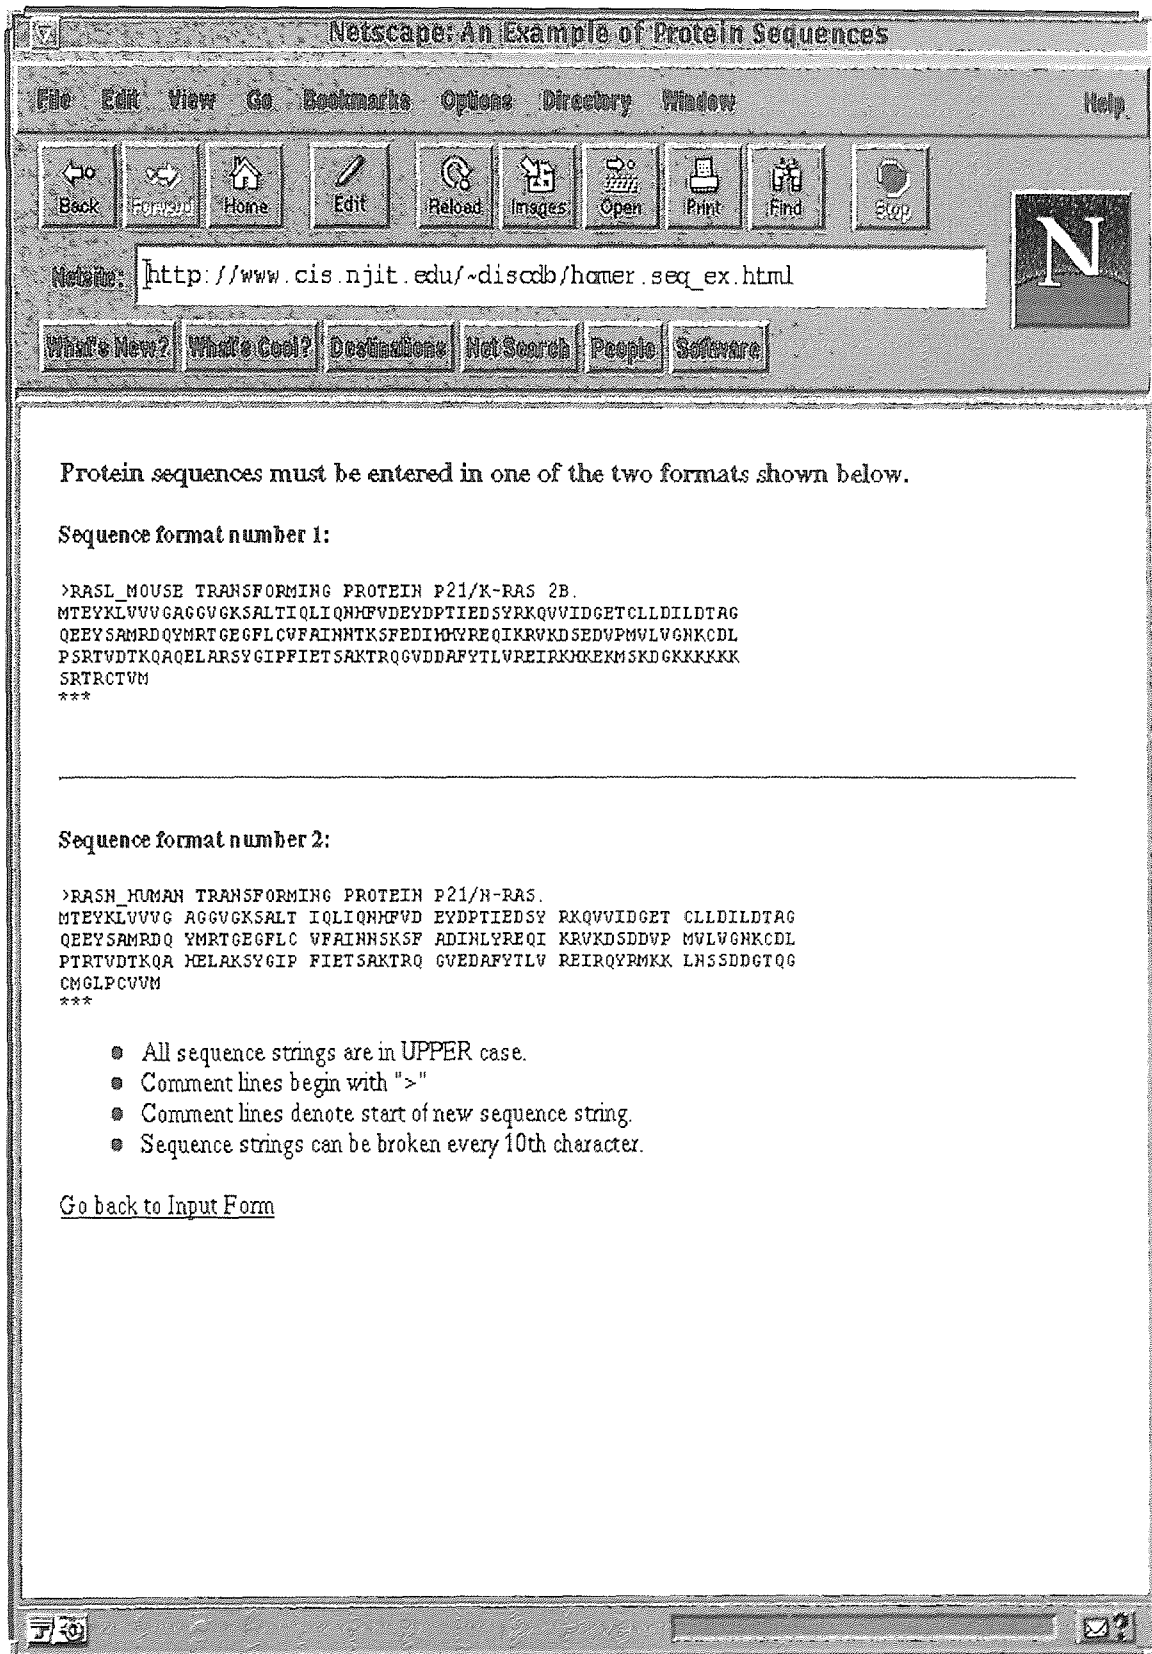 Netscape: An Example of Protein Sequences
File Edit View Go Bookmarks Options Directory Window Help
Back Forward Home Edit Reload Images Open Print Find Stop
N
Netsite: http://www.cis.njit.edu/~discdb/homer.seq_ex.html
What's New? What's Cool? Destinations Net Search People Software
Protein sequences must be entered in one of the two formats shown below.
Sequence format number 1:
>RASL_MOUSE TRANSFORMING PROTEIN P21/K-RAS 2B.
MTEYKLVVVGAGGVGKSALTIQLIQNHFVDEYDPTIEDSYRKQVVIDGETCLLDILDTAG
QEEYSAMRDQYMRTGEGFLCVFAINNTKSFEDIHHYREQIKRVKDSEDVPMVLVGNKCDL
PSRTVDTKQAQELARSYGIPFIETSAKTRQGVDDAFYTLVREIRKHKEKMSKDGKKKKKK
SRTRCTVM
***
Sequence format number 2:
>RASN_HUMAN TRANSFORMING PROTEIN P21/N-RAS.
MTEYKLVVVG AGGVGKSALT IQLIQNHFVD EYDPTIEDSY RKQVVIDGET CLLDILDTAG
QEEYSAMRDQ YMRTGEGFLC VFAINNSKSF ADINLYREQI KRVKDSDDVP MVLVGNKCDL
PTRTVDTKQA HELAKSYGIP FIETSAKTRQ GVEDAFYTLV REIRQYRMKK LNSSDDGTQG
CMGLPCVVM
***
All sequence strings are in UPPER case.
Comment lines begin with ">"
Comment lines denote start of new sequence string.
Sequence strings can be broken every 10th character.
Go back to Input Form